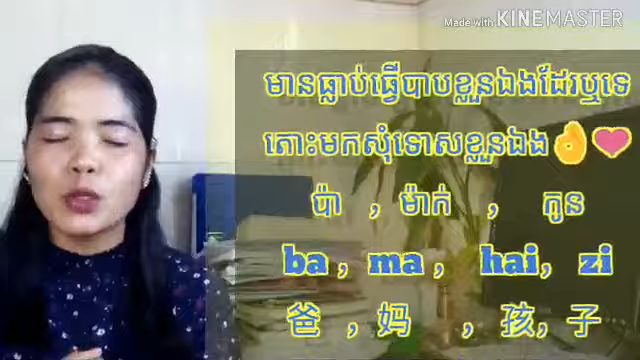 Made with KINEMASTER
មានធ្លាប់ធ្វើបាបខ្លួនឯងដែរឬទេ
តោះមកសុំទោសខ្លួនឯង👌💗
ប៉ា , ម៉ាក់ , កូន
ba , ma , hai , zi
爸 , 妈 , 孩 , 子